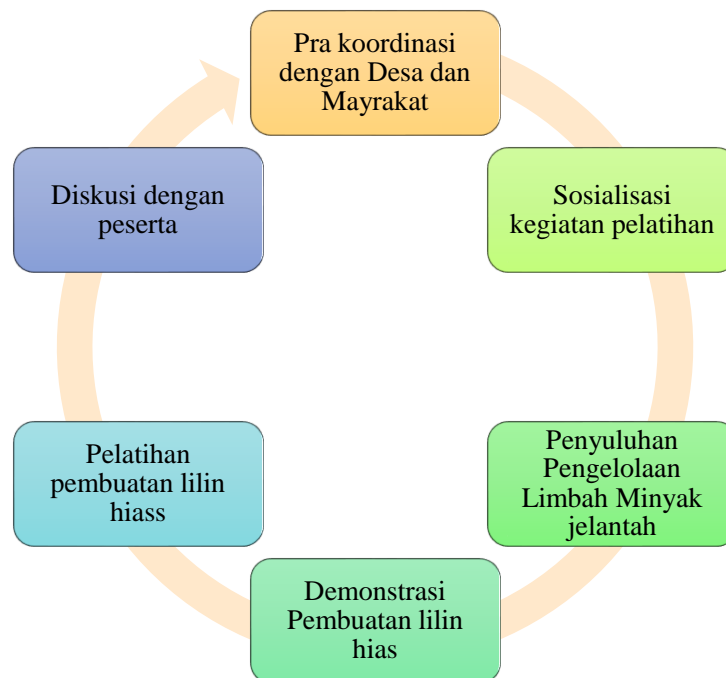 Pra koordinasi
dengan Desa dan
Mayrakat
Sosialisasi
kegiatan pelatihan
Penyuluhan
Pengelolaan
Limbah Minyak
jelantah
Demonstrasi
Pembuatan lilin
hias
Pelatihan
pembuatan lilin
hiass
Diskusi dengan
peserta